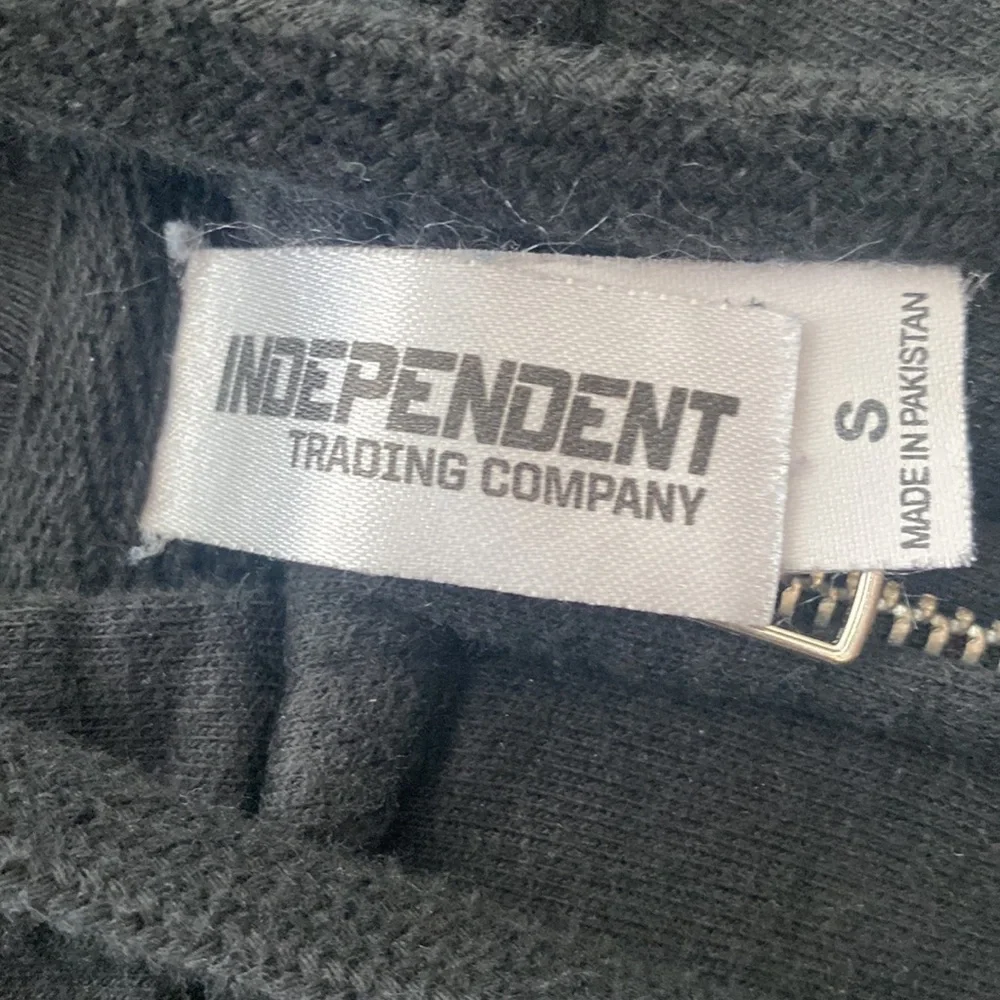 INDEPENDENT
TRADING COMPANY
S
MADE IN PAKISTAN